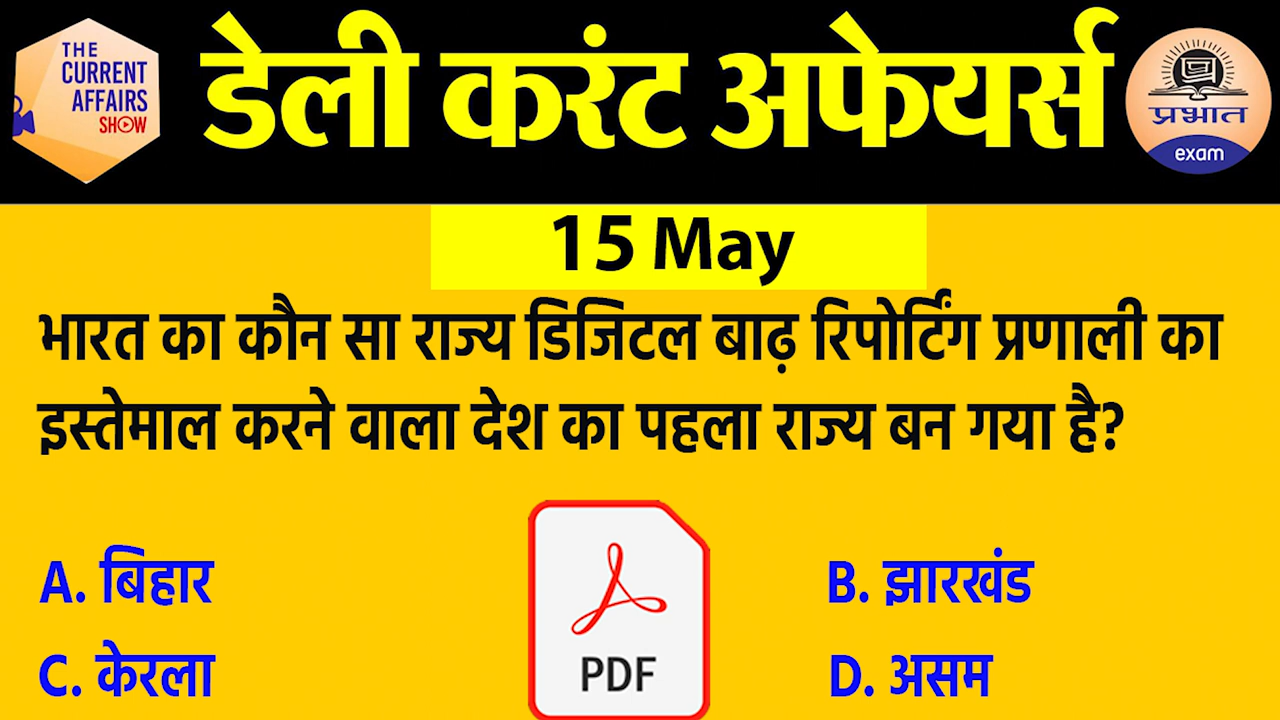 THE
CURRENT
AFFAIRS
SHOW
डेली करंट अफेयर्स
प्रभात
exam
15 May
भारत का कौन सा राज्य डिजिटल बाढ़ रिपोर्टिंग प्रणाली का
इस्तेमाल करने वाला देश का पहला राज्य बन गया है?
A. बिहार
B. झारखंड
C. केरला
D. असम
PDF